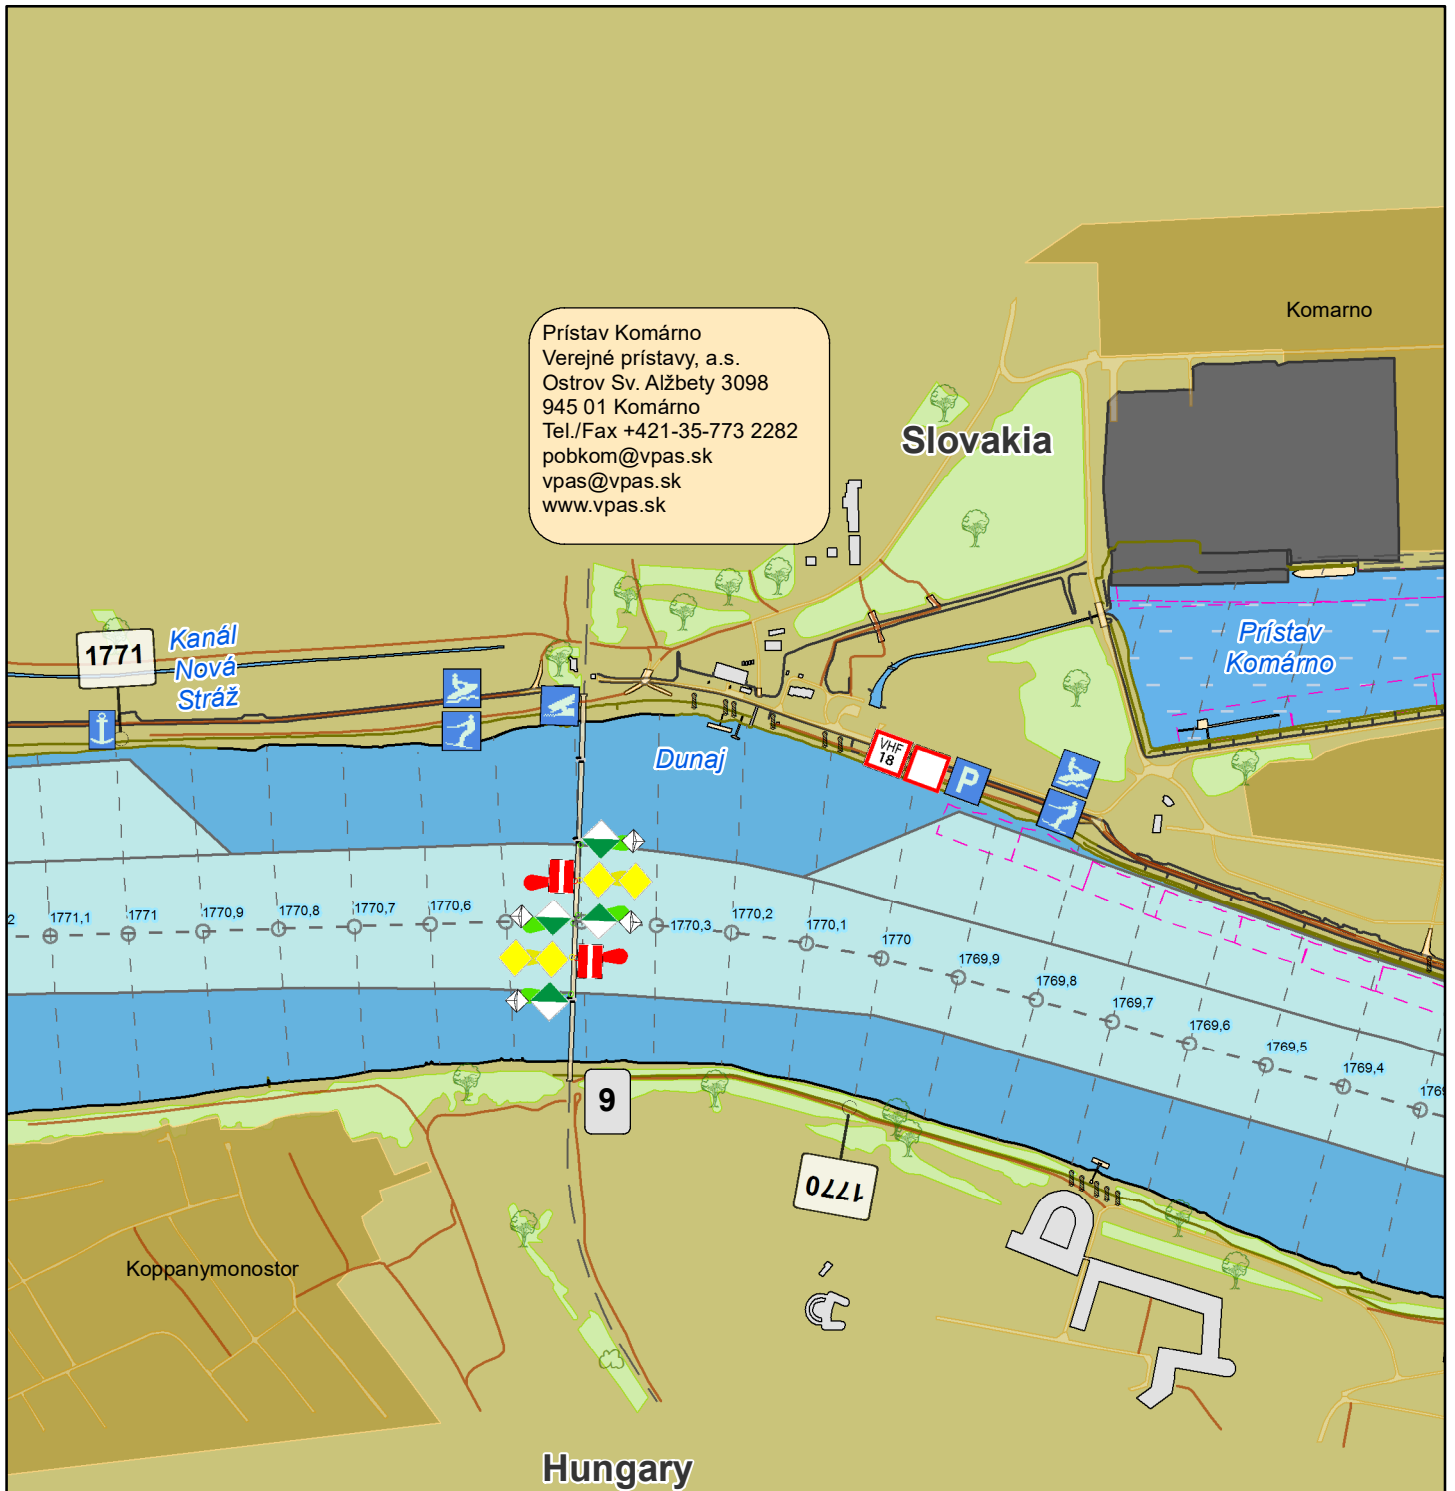 Komarno
Prístav Komárno
Verejné prístavy, a.s.
Ostrov Sv. Alžbety 3098
945 01 Komárno
Tel./Fax +421-35-773 2282
pobkom@vpas.sk
vpas@vpas.sk
www.vpas.sk
Slovakia
1771
Kanál
Nová
Stráž
Prístav
Komárno
Dunaj
VHF
18
P
2
1771,1
1771
1770,9
1770,8
1770,7
1770,6
1770,3
1770,2
1770,1
1770
1769,9
1769,8
1769,7
1769,6
1769,5
1769,4
1769
9
1770
Koppanymonostor
Hungary